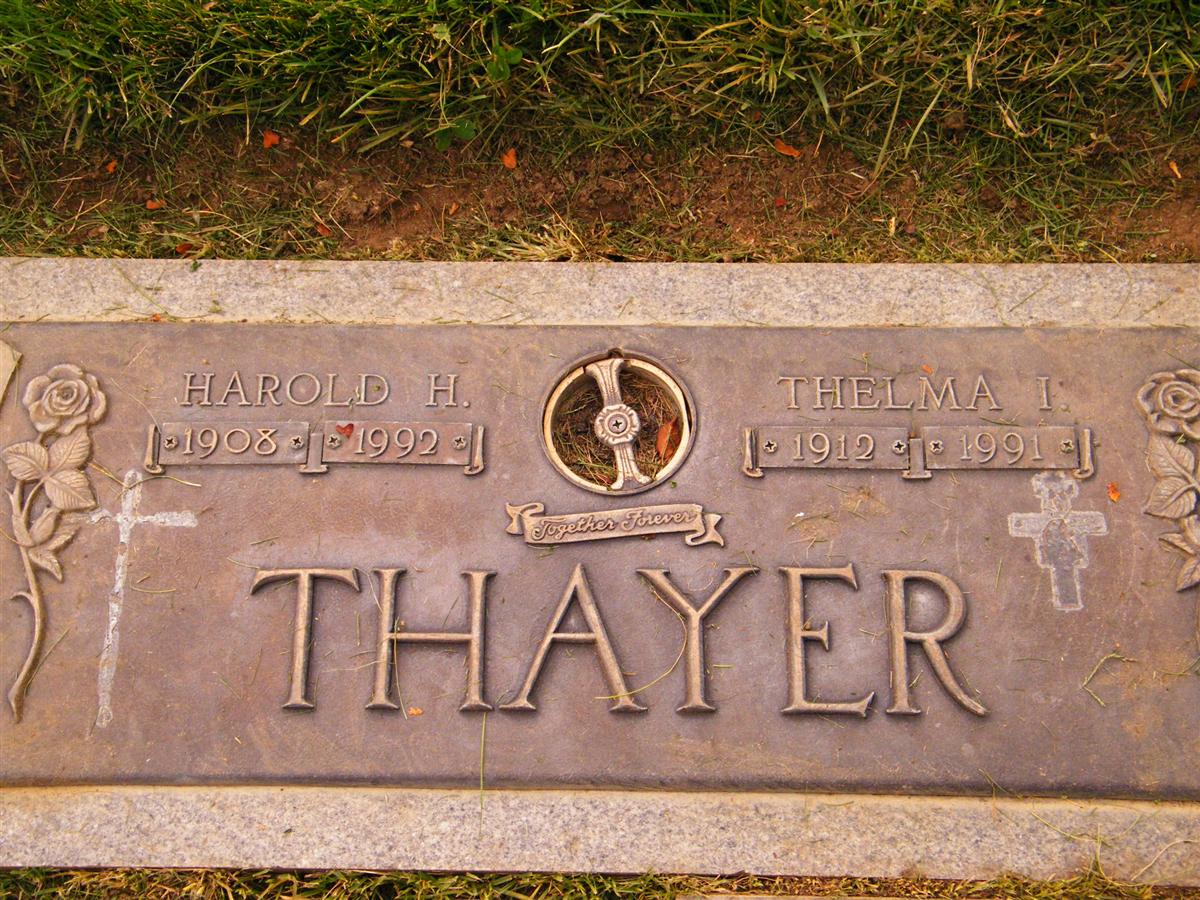 HAROLD H.
1908 1992
THELMA I.
1912 1991
Together Forever
THAYER